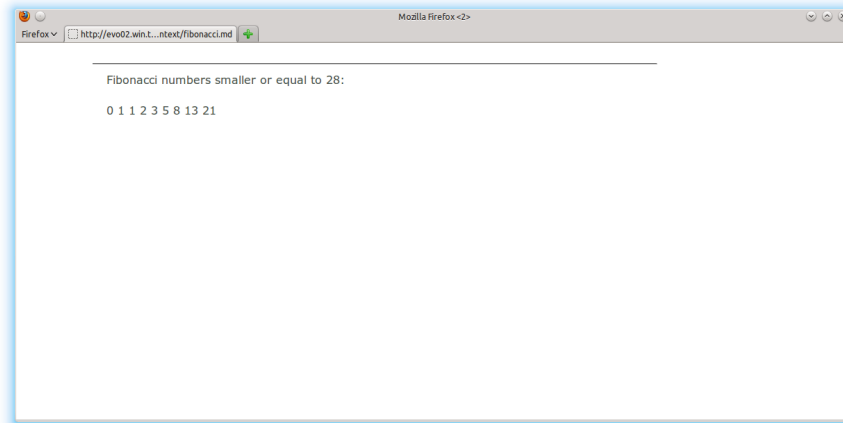 Mozilla Firefox <2>
Firefox
http://evo02.win.t...ntext/fibonacci.md
Fibonacci numbers smaller or equal to 28:
0 1 1 2 3 5 8 13 21